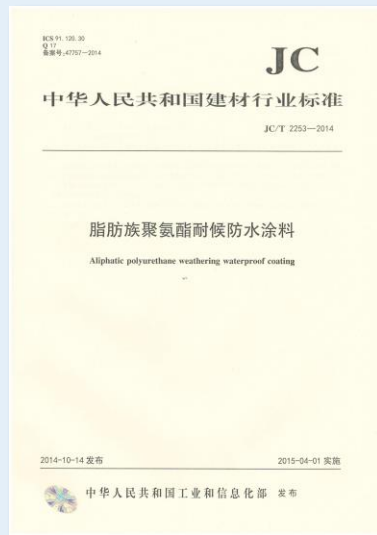 ICS 91.120.30
Q 17
备案号:47757—2014
JC
中华人民共和国建材行业标准
JC/T 2253—2014
脂肪族聚氨酯耐候防水涂料
Aliphatic polyurethane weathering waterproof coating
2014-10-14 发布
2015-04-01 实施
中华人民共和国工业和信息化部 发布